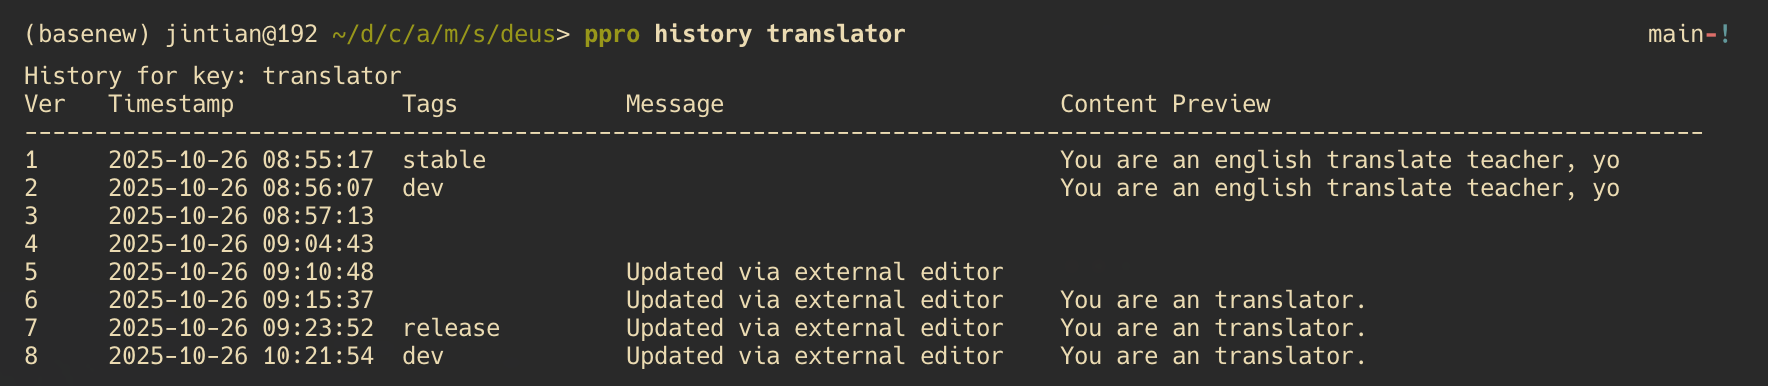 (basenew) jintian@192 ~/d/c/a/m/s/deus> ppro history translator main-!
History for key: translator
Ver Timestamp Tags Message Content Preview
------------------------------------------------------------------------------------------------------------------------
1 2025-10-26 08:55:17 stable You are an english translate teacher, yo
2 2025-10-26 08:56:07 dev You are an english translate teacher, yo
3 2025-10-26 08:57:13
4 2025-10-26 09:04:43
5 2025-10-26 09:10:48 Updated via external editor
6 2025-10-26 09:15:37 Updated via external editor You are an translator.
7 2025-10-26 09:23:52 release Updated via external editor You are an translator.
8 2025-10-26 10:21:54 dev Updated via external editor You are an translator.